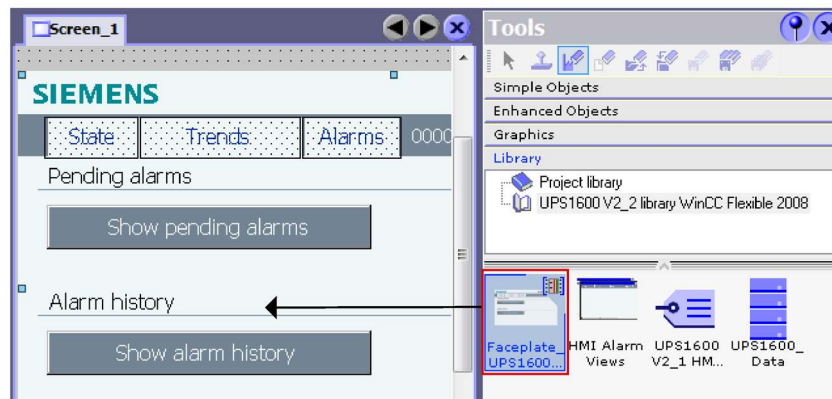 Screen_1
SIEMENS
State Trends Alarms 0000
Pending alarms
Show pending alarms
Alarm history
Show alarm history
Tools
Simple Objects
Enhanced Objects
Graphics
Library
Project library
UPS1600 V2_2 library WinCC Flexible 2008
Faceplate_ HMI Alarm UPS1600 UPS1600_
UPS1600... Views V2_1 HM... Data